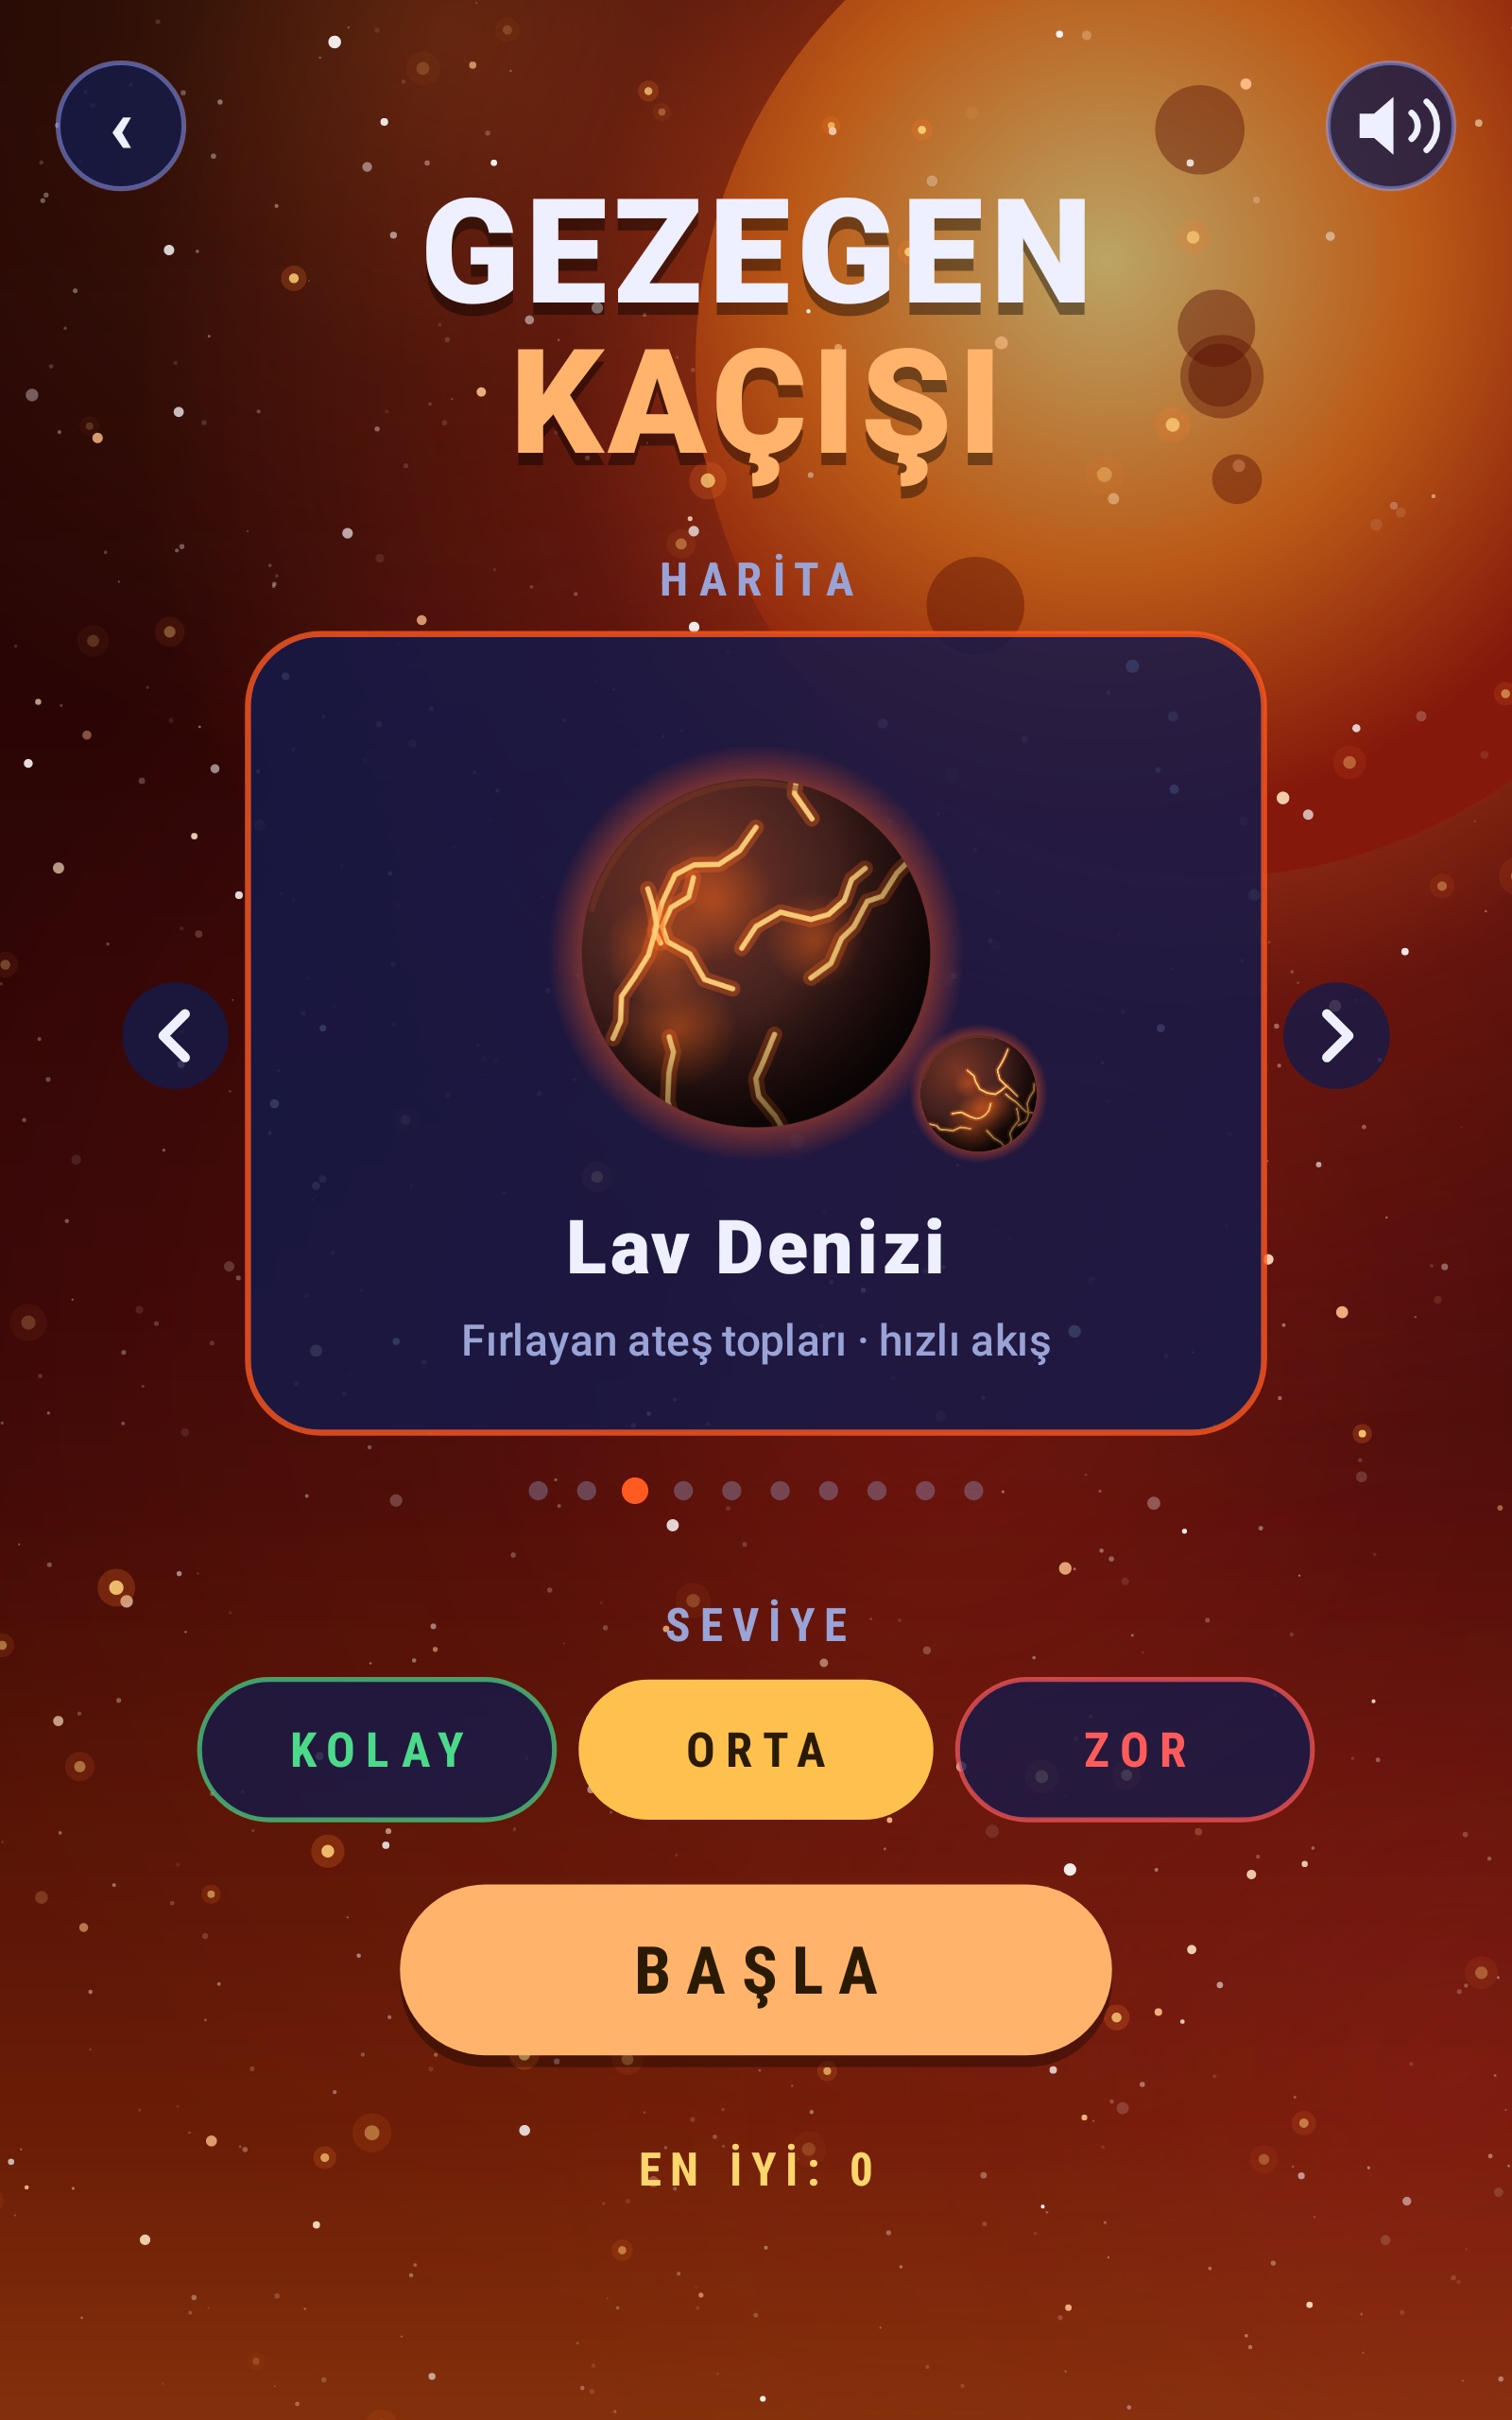 GEZEGEN
KAÇIŞI
HARİTA
Lav Denizi
Fırlayan ateş topları · hızlı akış
SEVİYE
KOLAY
ORTA
ZOR
BAŞLA
EN İYİ: 0